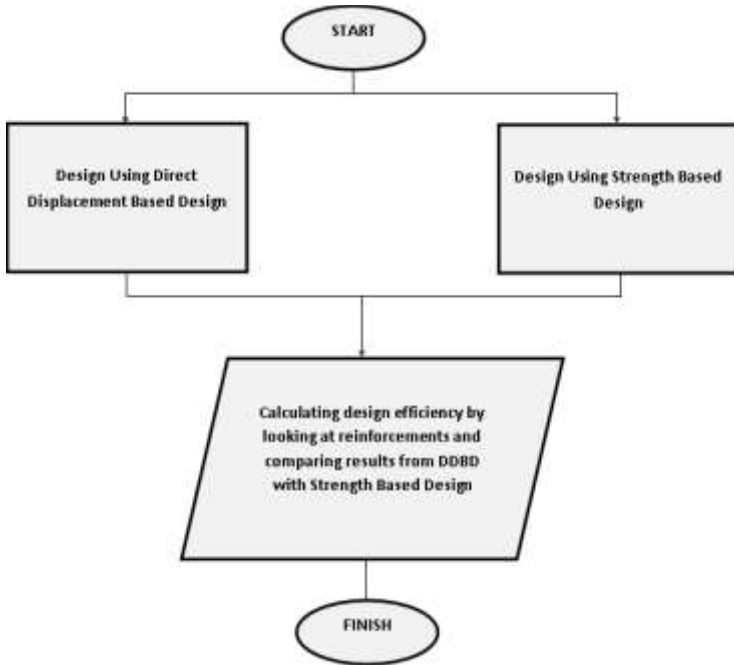 START
Design Using Direct
Displacement Based Design
Design Using Strength Based
Design
Calculating design efficiency by
looking at reinforcements and
comparing results from DDBD
with Strength Based Design
FINISH